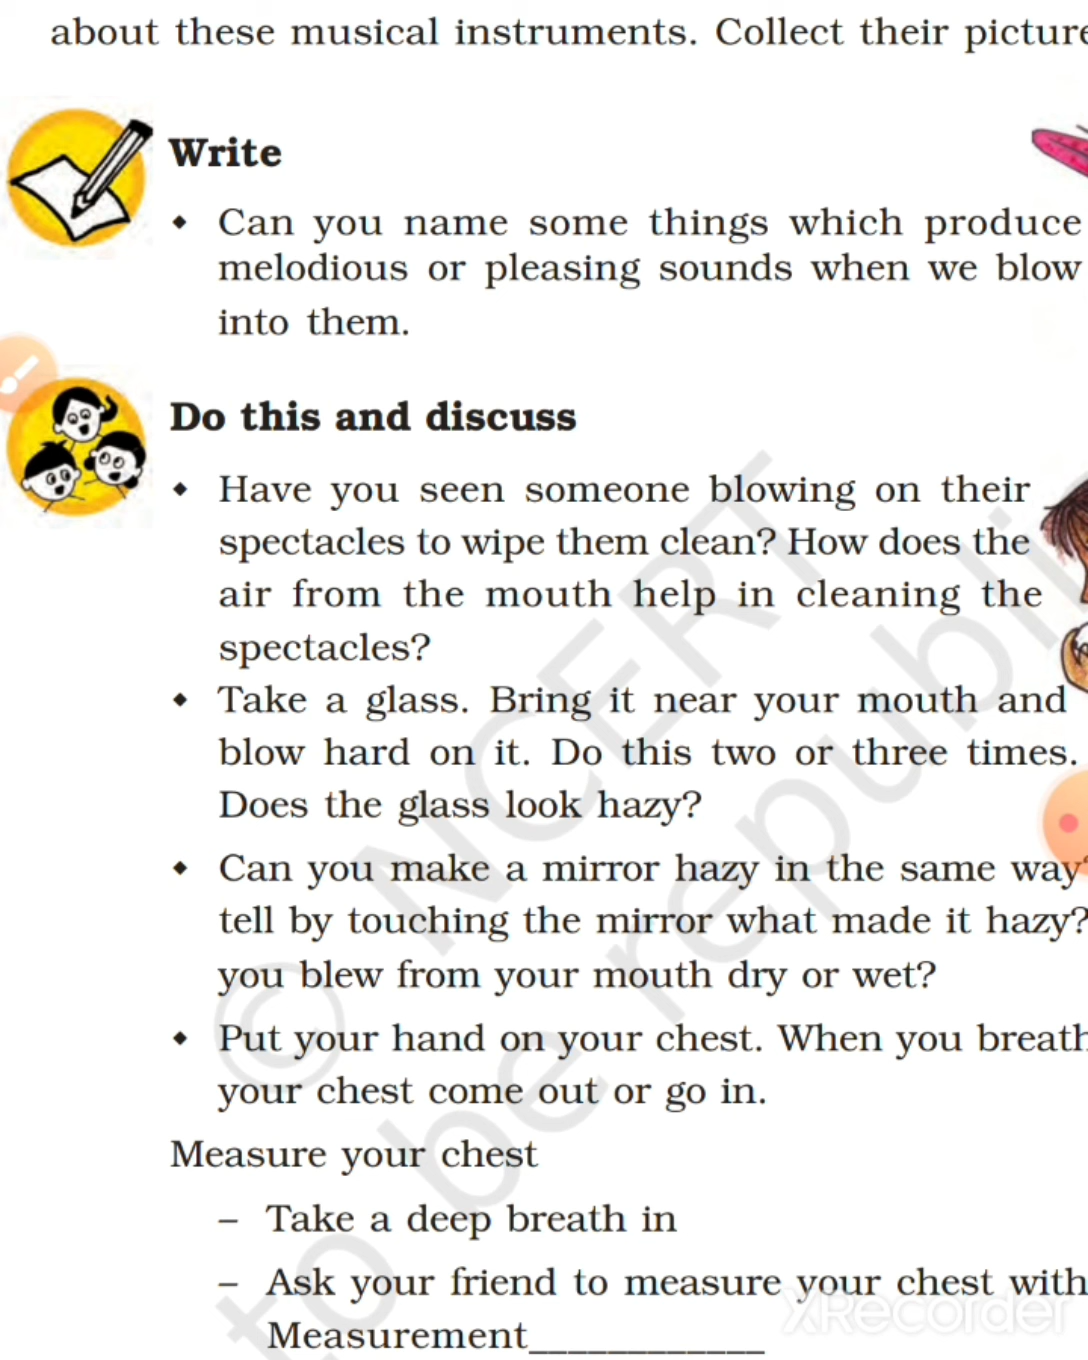 about these musical instruments. Collect their picture
Write
♦ Can you name some things which produce
melodious or pleasing sounds when we blow
into them.
Do this and discuss
♦ Have you seen someone blowing on their
spectacles to wipe them clean? How does the
air from the mouth help in cleaning the
spectacles?
♦ Take a glass. Bring it near your mouth and
blow hard on it. Do this two or three times.
Does the glass look hazy?
♦ Can you make a mirror hazy in the same way?
tell by touching the mirror what made it hazy?
you blew from your mouth dry or wet?
♦ Put your hand on your chest. When you breath
your chest come out or go in.
Measure your chest
– Take a deep breath in
– Ask your friend to measure your chest with
Measurement____________
© NCERT
to be republi
XRecorder